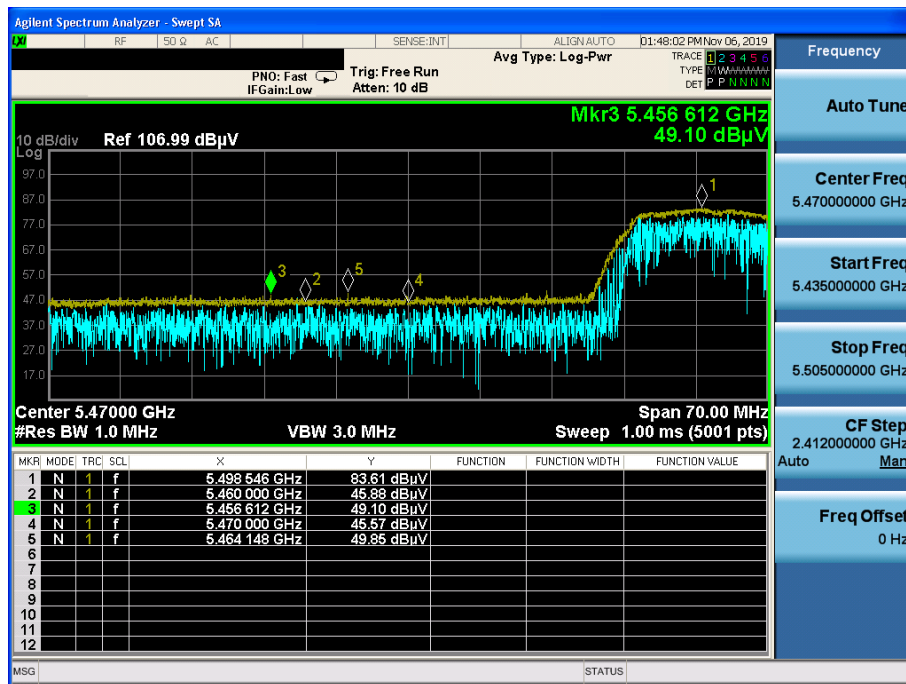 Agilent Spectrum Analyzer - Swept SA
LXI RF 50 Ω AC SENSE:INT ALIGN AUTO 01:48:02 PM Nov 06, 2019
PNO: Fast Trig: Free Run Avg Type: Log-Pwr TRACE 1 2 3 4 5 6
IFGain:Low Atten: 10 dB TYPE M WWWWW
DET P P N N N N
Mkr3 5.456 612 GHz
49.10 dBµV
10 dB/div Ref 106.99 dBµV
Log
97.0
87.0
77.0
67.0
57.0
47.0
37.0
27.0
17.0
1
3
2
5
4
Center 5.47000 GHz Span 70.00 MHz
#Res BW 1.0 MHz VBW 3.0 MHz Sweep 1.00 ms (5001 pts)
MKR MODE TRC SCL X Y FUNCTION FUNCTION WIDTH FUNCTION VALUE
1 N 1 f 5.498 546 GHz 83.61 dBµV
2 N 1 f 5.460 000 GHz 45.88 dBµV
3 N 1 f 5.456 612 GHz 49.10 dBµV
4 N 1 f 5.470 000 GHz 45.57 dBµV
5 N 1 f 5.464 148 GHz 49.85 dBµV
6
7
8
9
10
11
12
MSG STATUS
Frequency
Auto Tune
Center Freq
5.470000000 GHz
Start Freq
5.435000000 GHz
Stop Freq
5.505000000 GHz
CF Step
2.412000000 GHz
Auto Man
Freq Offset
0 Hz